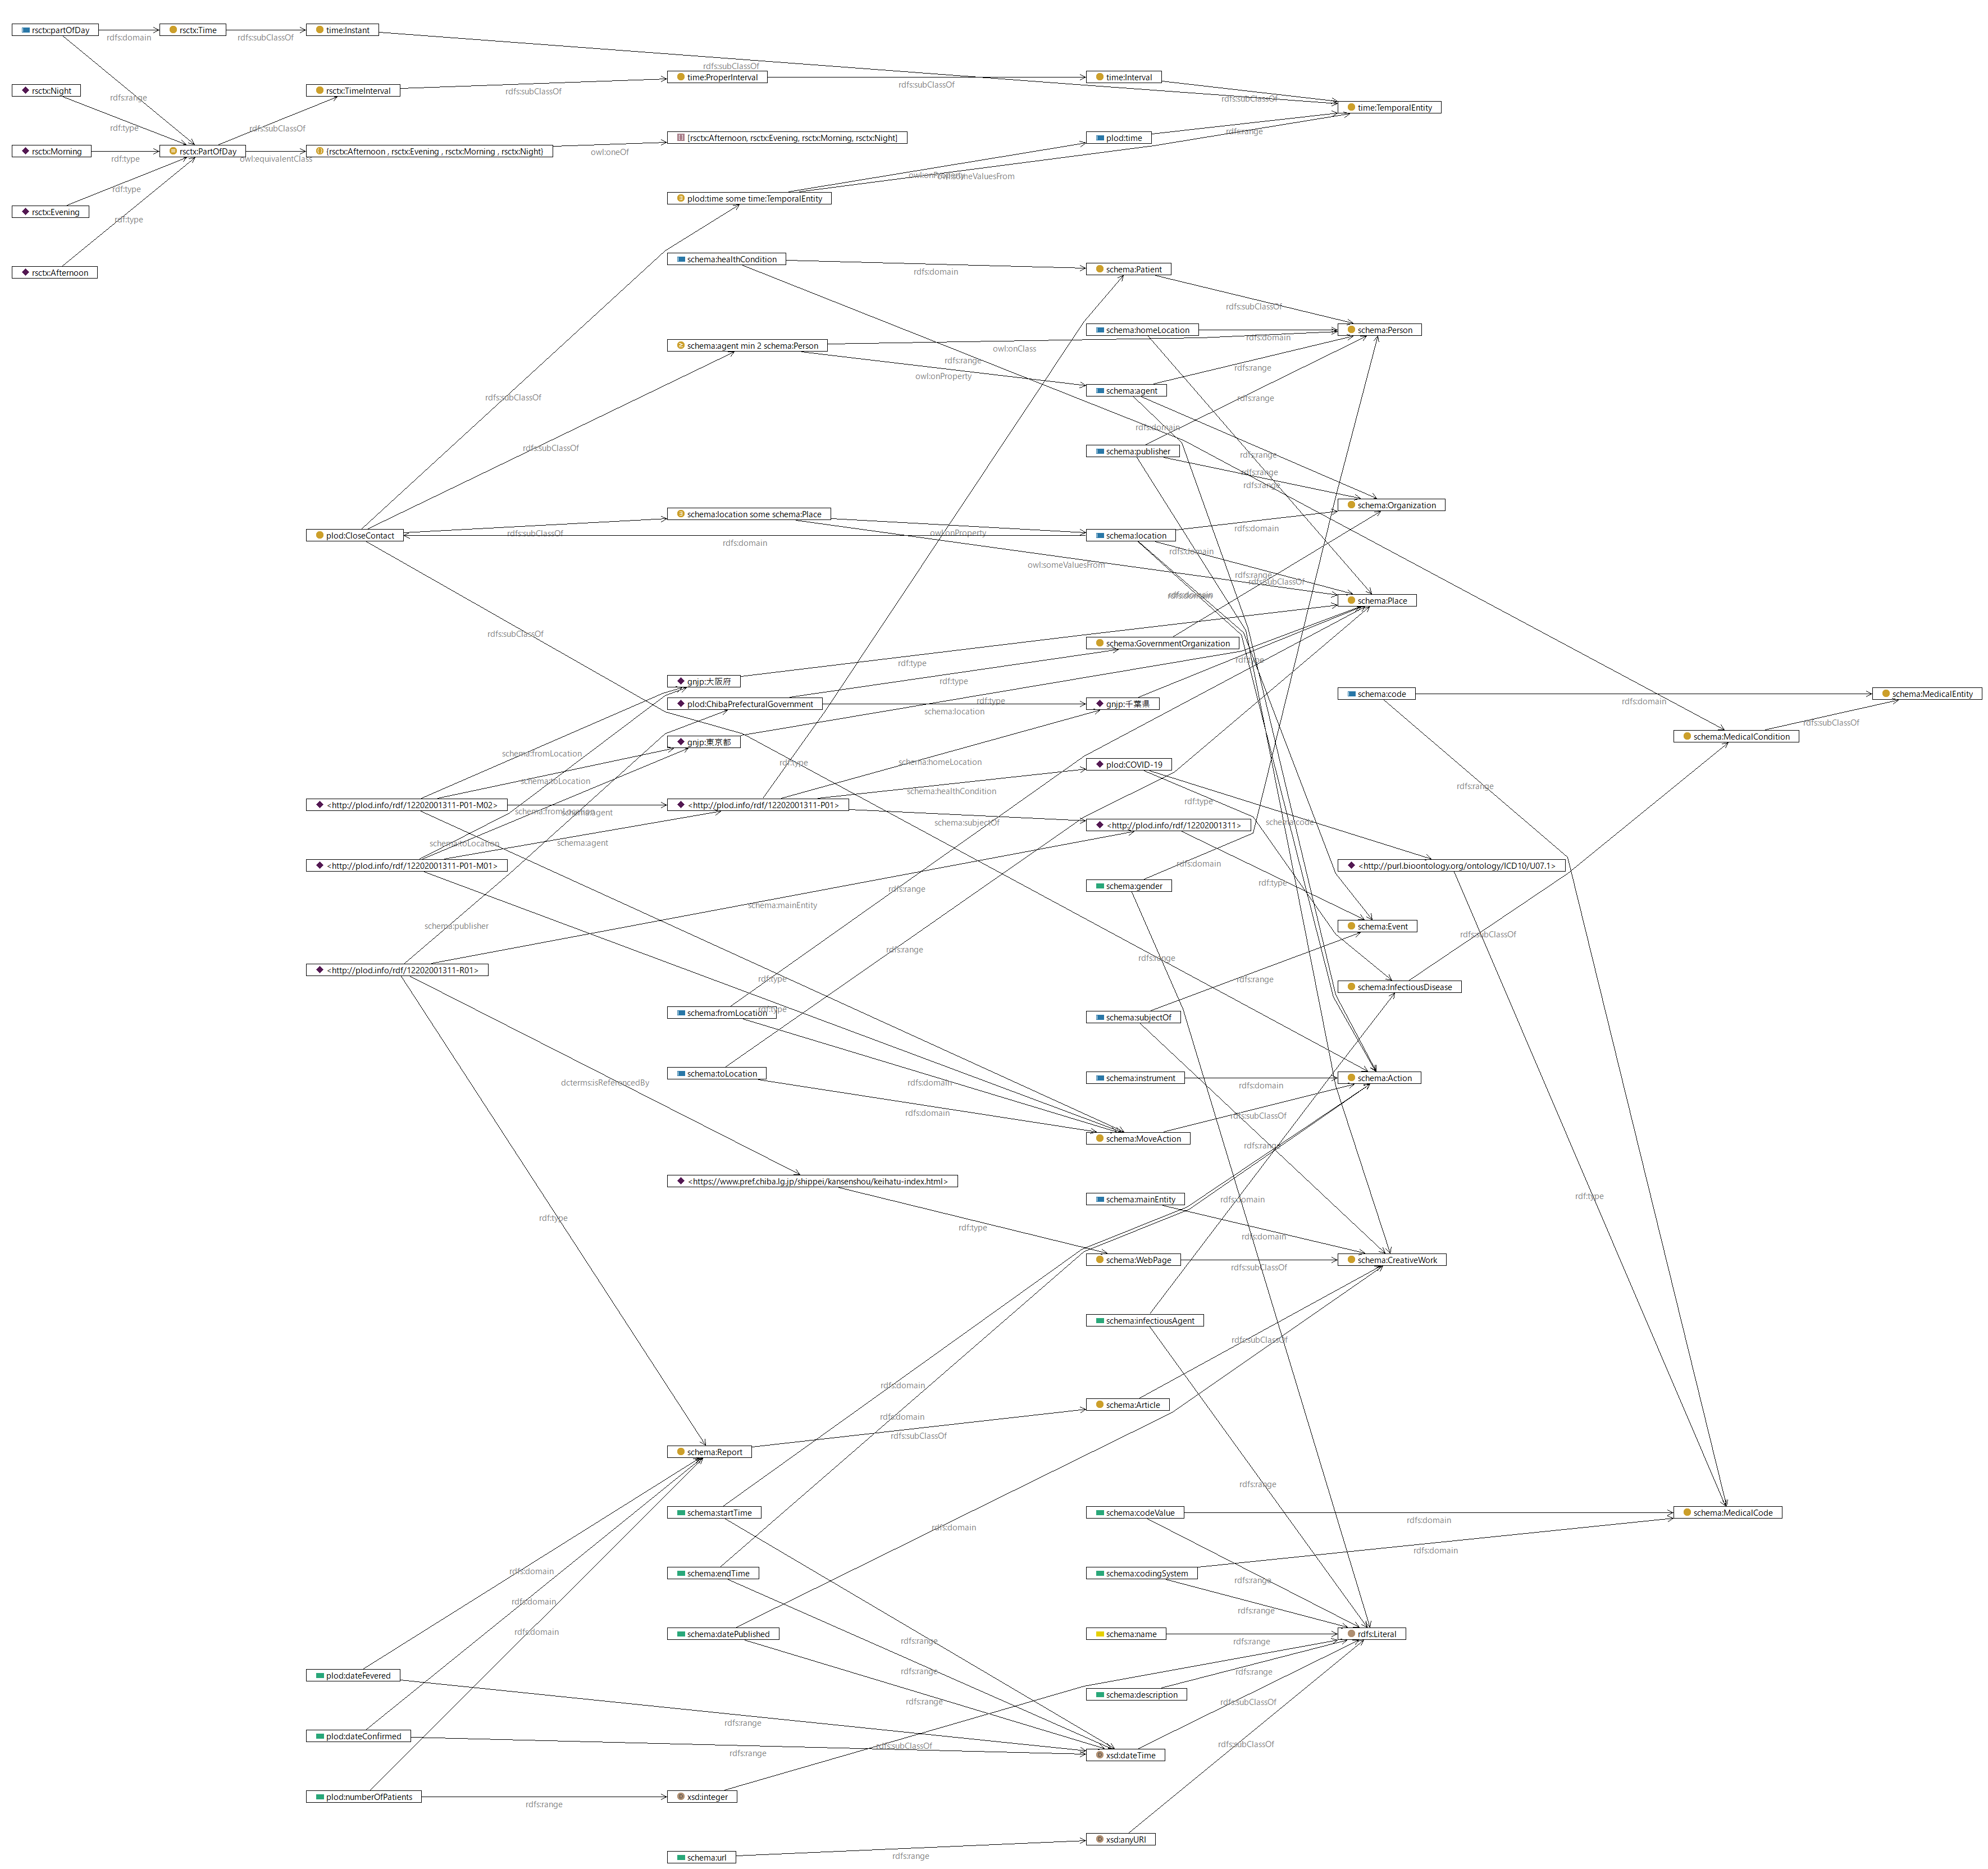 rsctx:partOfDay
rdfs:domain
rsctx:Time
rdfs:subClassOf
time:Instant
rdfs:subClassOf
rsctx:Night
rdfs:range
rdf:type
rsctx:TimeInterval
rdfs:subClassOf
rdfs:subClassOf
time:ProperInterval
rdfs:subClassOf
time:Interval
rdfs:subClassOf
time:TemporalEntity
rsctx:Morning
rdf:type
rsctx:PartOfDay
owl:equivalentClass
{rsctx:Afternoon , rsctx:Evening , rsctx:Morning , rsctx:Night}
owl:oneOf
[rsctx:Afternoon, rsctx:Evening, rsctx:Morning, rsctx:Night]
plod:time
rdfs:range
rsctx:Evening
rdf:type
rdf:type
rsctx:Afternoon
plod:time some time:TemporalEntity
owl:onProperty
owl:someValuesFrom
schema:healthCondition
rdfs:domain
schema:Patient
rdfs:subClassOf
schema:homeLocation
rdfs:domain
schema:Person
schema:agent min 2 schema:Person
owl:onClass
rdfs:range
owl:onProperty
rdfs:range
schema:agent
rdfs:range
rdfs:domain
schema:publisher
rdfs:range
rdfs:range
rdfs:range
rdfs:subClassOf
rdfs:subClassOf
schema:Organization
plod:CloseContact
rdfs:subClassOf
schema:location some schema:Place
owl:onProperty
rdfs:domain
owl:someValuesFrom
schema:location
rdfs:domain
rdfs:domain
rdfs:range
rdfs:subClassOf
rdfs:domain
schema:Place
rdfs:subClassOf
schema:GovernmentOrganization
rdf:type
rdf:type
gnjp:大阪府
rdf:type
rdf:type
plod:ChibaPrefecturalGovernment
schema:location
gnjp:千葉県
schema:code
rdfs:domain
schema:MedicalEntity
gnjp:東京都
schema:MedicalCondition
rdfs:subClassOf
schema:fromLocation
schema:toLocation
rdf:type
schema:homeLocation
plod:COVID-19
schema:healthCondition
rdfs:range
<http://plod.info/rdf/12202001311-P01-M02>
schema:fromLocation
schema:agent
<http://plod.info/rdf/12202001311-P01>
rdf:type
schema:subjectOf
<http://plod.info/rdf/12202001311>
schema:code
schema:toLocation
schema:agent
<http://plod.info/rdf/12202001311-P01-M01>
rdfs:domain
<http://purl.bioontology.org/ontology/ICD10/U07.1>
rdfs:range
schema:gender
rdf:type
schema:mainEntity
schema:publisher
schema:Event
rdfs:subClassOf
rdfs:range
rdfs:range
<http://plod.info/rdf/12202001311-R01>
rdf:type
rdfs:range
schema:InfectiousDisease
schema:fromLocation
rdf:type
schema:subjectOf
schema:toLocation
dcterms:isReferencedBy
rdfs:domain
schema:instrument
rdfs:domain
schema:Action
rdfs:domain
rdfs:subClassOf
schema:MoveAction
rdfs:range
<https://www.pref.chiba.lg.jp/shippei/kansenshou/keihatu-index.html>
schema:mainEntity
rdfs:domain
rdf:type
rdf:type
rdf:type
rdfs:domain
schema:WebPage
rdfs:subClassOf
schema:CreativeWork
schema:infectiousAgent
rdfs:subClassOf
rdfs:domain
schema:Article
rdfs:domain
rdfs:subClassOf
schema:Report
rdfs:range
schema:startTime
schema:codeValue
rdfs:domain
schema:MedicalCode
rdfs:domain
rdfs:domain
rdfs:domain
schema:endTime
schema:codingSystem
rdfs:range
rdfs:domain
rdfs:range
rdfs:domain
schema:datePublished
schema:name
rdfs:range
rdfs:Literal
rdfs:range
plod:dateFevered
rdfs:range
rdfs:range
schema:description
rdfs:range
rdfs:subClassOf
rdfs:range
plod:dateConfirmed
rdfs:range
rdfs:subClassOf
xsd:dateTime
rdfs:subClassOf
plod:numberOfPatients
rdfs:range
xsd:integer
xsd:anyURI
schema:url
rdfs:range